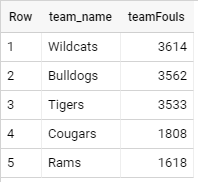 Row team_name teamFouls
1 Wildcats 3614
2 Bulldogs 3562
3 Tigers 3533
4 Cougars 1808
5 Rams 1618